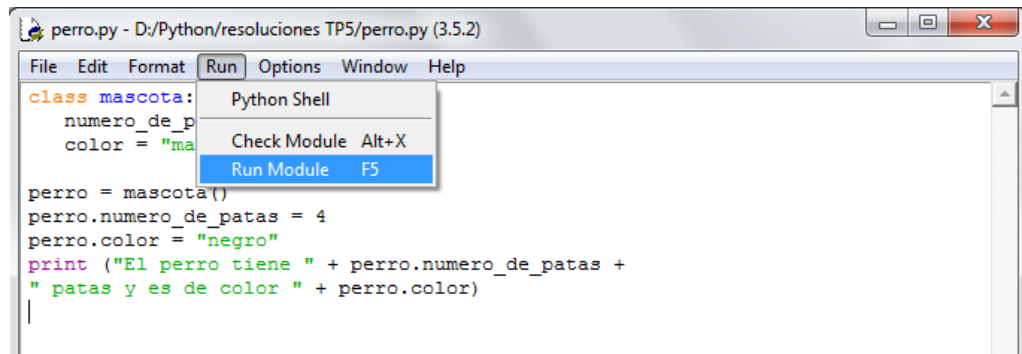 perro.py - D:/Python/resoluciones TP5/perro.py (3.5.2)
File Edit Format Run Options Window Help
class mascota:
Python Shell
numero_de_p
Check Module Alt+X
color = "ma
Run Module F5
perro = mascota()
perro.numero_de_patas = 4
perro.color = "negro"
print ("El perro tiene " + perro.numero_de_patas +
" patas y es de color " + perro.color)